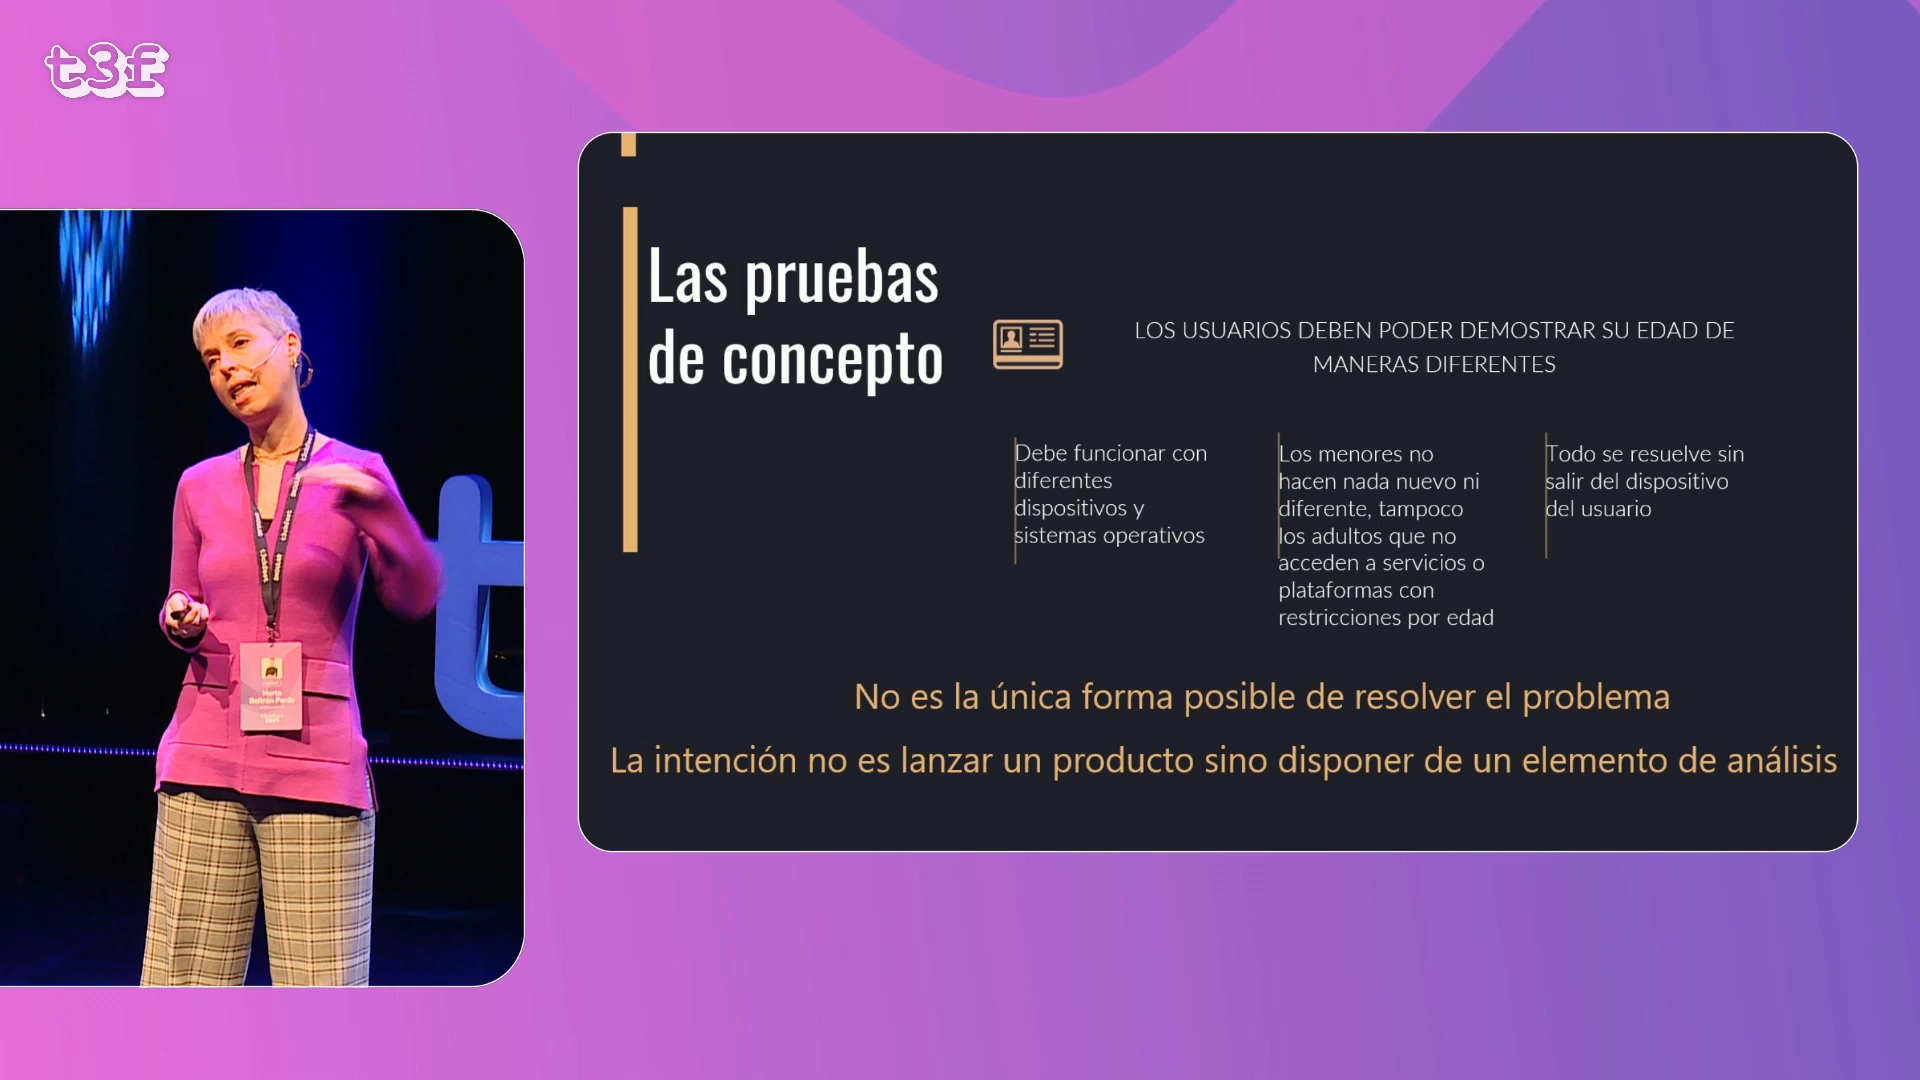 t3f
Las pruebas
de concepto
LOS USUARIOS DEBEN PODER DEMOSTRAR SU EDAD DE
MANERAS DIFERENTES
Debe funcionar con
diferentes
dispositivos y
sistemas operativos
Los menores no
hacen nada nuevo ni
diferente, tampoco
los adultos que no
acceden a servicios o
plataformas con
restricciones por edad
Todo se resuelve sin
salir del dispositivo
del usuario
No es la única forma posible de resolver el problema
La intención no es lanzar un producto sino disponer de un elemento de análisis
t